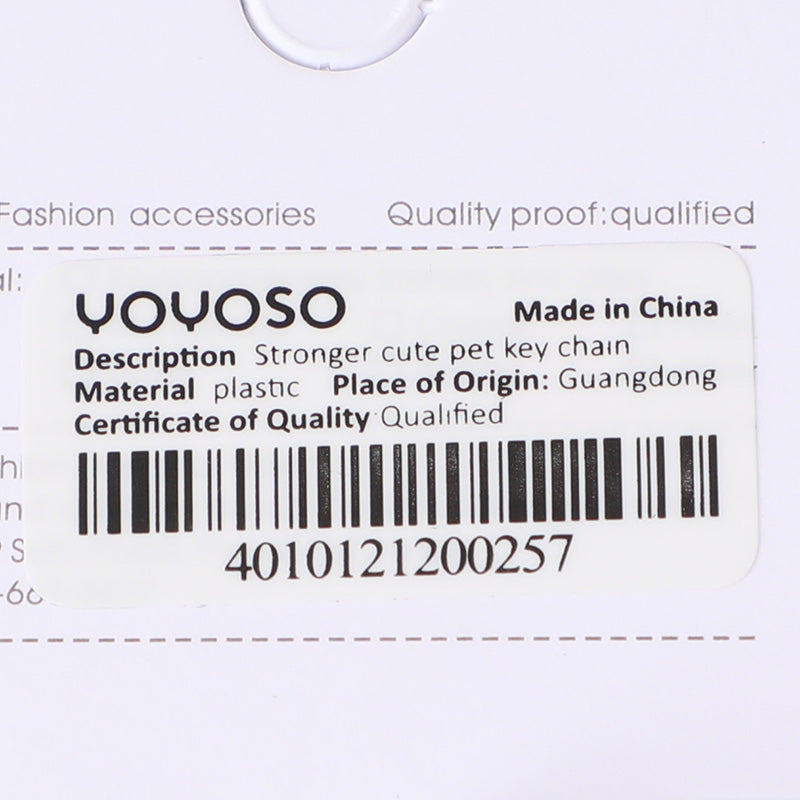 Fashion accessories Quality proof:qualified
al:
YOYOSO Made in China
Description Stronger cute pet key chain
Material plastic Place of Origin: Guangdong
Certificate of Quality Qualified
4010121200257